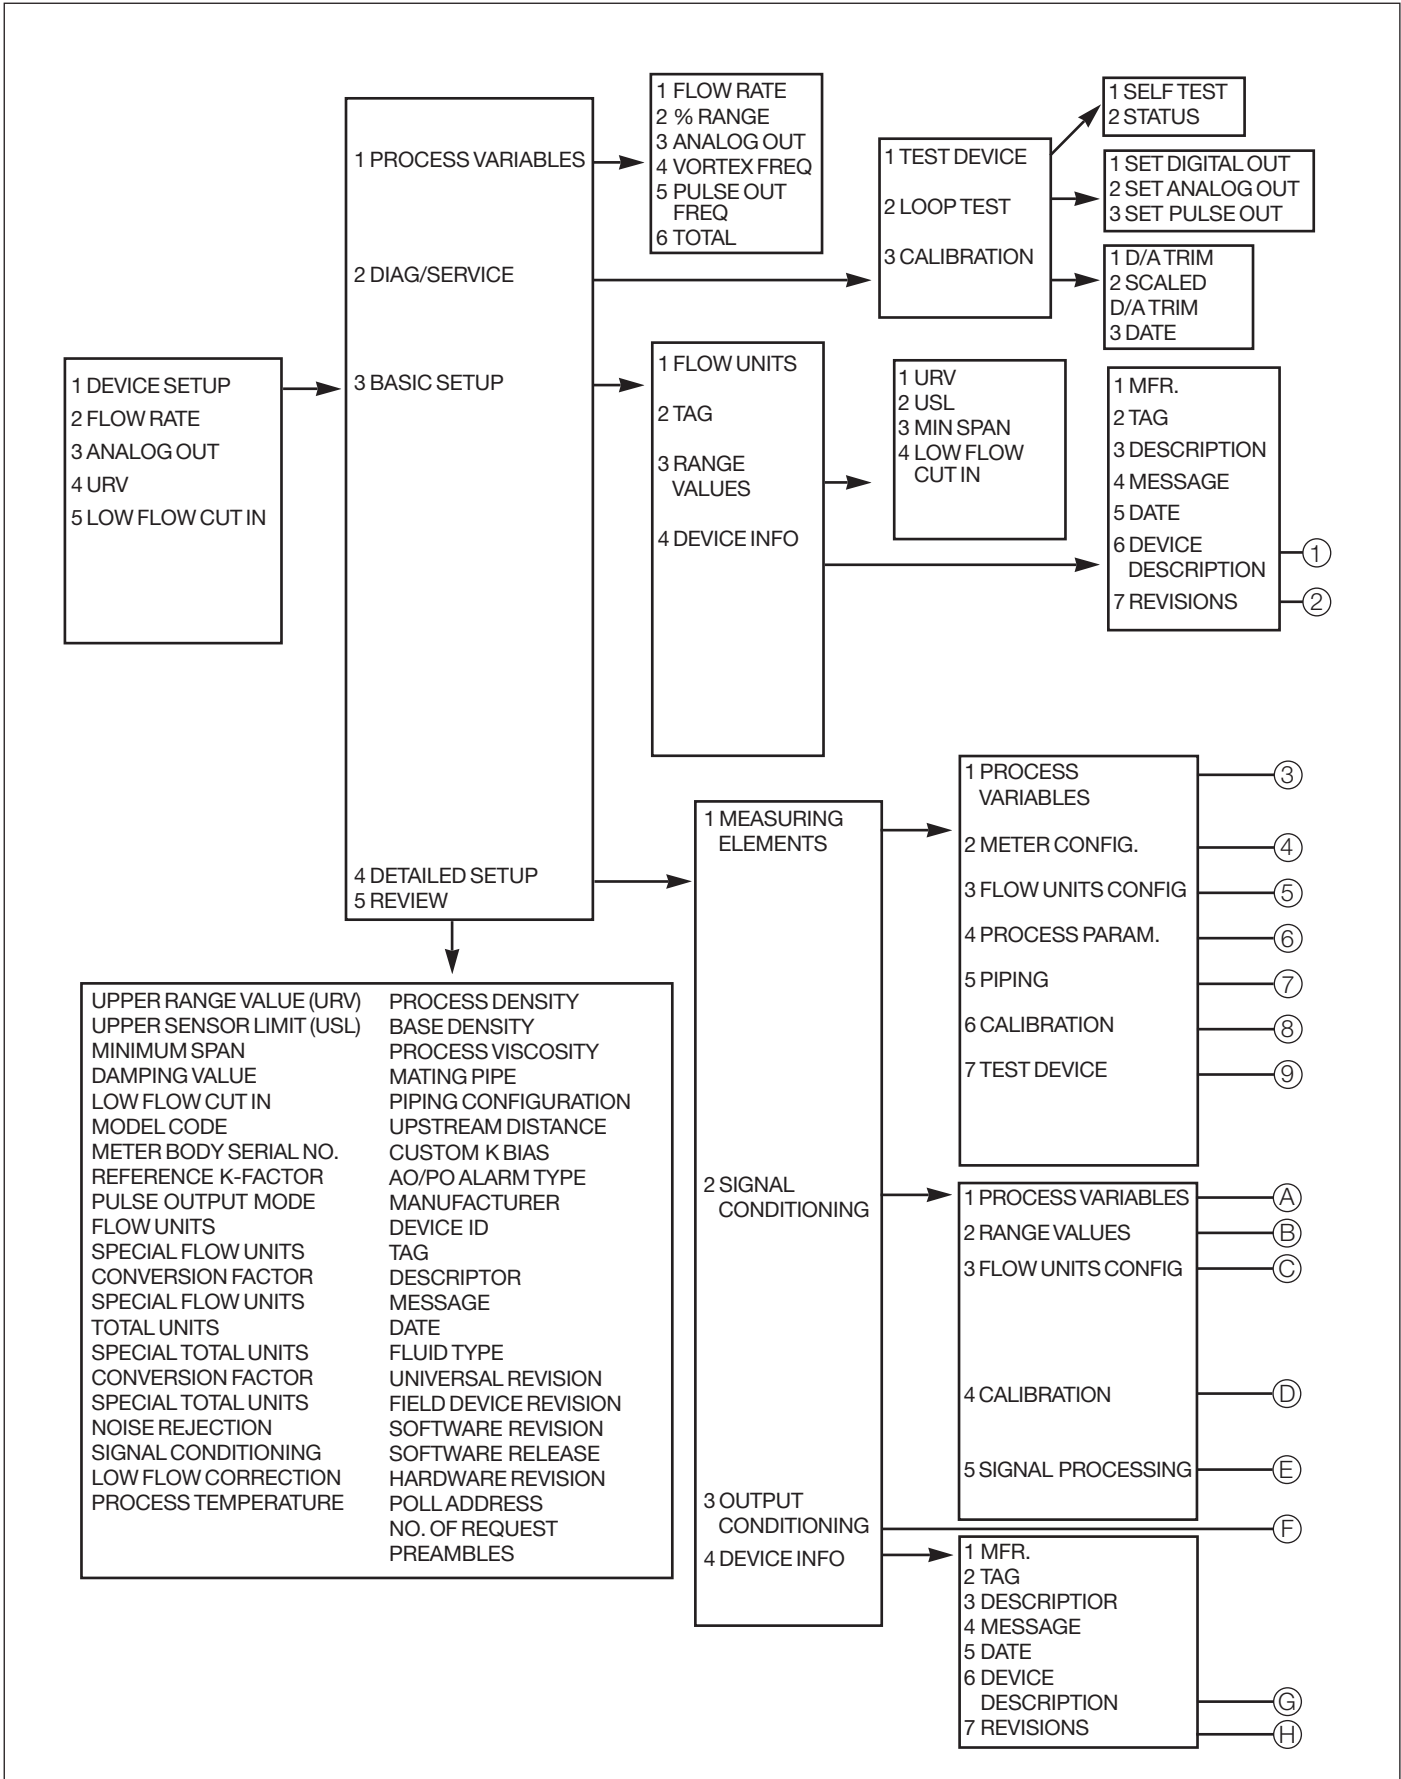 1 DEVICE SETUP
2 FLOW RATE
3 ANALOG OUT
4 URV
5 LOW FLOW CUT IN
1 PROCESS VARIABLES
2 DIAG/SERVICE
3 BASIC SETUP
4 DETAILED SETUP
5 REVIEW
1 FLOW RATE
2 % RANGE
3 ANALOG OUT
4 VORTEX FREQ
5 PULSE OUT
FREQ
6 TOTAL
1 TEST DEVICE
2 LOOP TEST
3 CALIBRATION
1 SELF TEST
2 STATUS
1 SET DIGITAL OUT
2 SET ANALOG OUT
3 SET PULSE OUT
1 D/A TRIM
2 SCALED
D/A TRIM
3 DATE
1 FLOW UNITS
2 TAG
3 RANGE
VALUES
4 DEVICE INFO
1 URV
2 USL
3 MIN SPAN
4 LOW FLOW
CUT IN
1 MFR.
2 TAG
3 DESCRIPTION
4 MESSAGE
5 DATE
6 DEVICE
DESCRIPTION
7 REVISIONS
1
2
1 MEASURING
ELEMENTS
2 SIGNAL
CONDITIONING
3 OUTPUT
CONDITIONING
4 DEVICE INFO
1 PROCESS
VARIABLES
2 METER CONFIG.
3 FLOW UNITS CONFIG
4 PROCESS PARAM.
5 PIPING
6 CALIBRATION
7 TEST DEVICE
3
4
5
6
7
8
9
1 PROCESS VARIABLES
2 RANGE VALUES
3 FLOW UNITS CONFIG
4 CALIBRATION
5 SIGNAL PROCESSING
A
B
C
D
E
F
1 MFR.
2 TAG
3 DESCRIPTIOR
4 MESSAGE
5 DATE
6 DEVICE
DESCRIPTION
7 REVISIONS
G
H
UPPER RANGE VALUE (URV)
UPPER SENSOR LIMIT (USL)
MINIMUM SPAN
DAMPING VALUE
LOW FLOW CUT IN
MODEL CODE
METER BODY SERIAL NO.
REFERENCE K-FACTOR
PULSE OUTPUT MODE
FLOW UNITS
SPECIAL FLOW UNITS
CONVERSION FACTOR
SPECIAL FLOW UNITS
TOTAL UNITS
SPECIAL TOTAL UNITS
CONVERSION FACTOR
SPECIAL TOTAL UNITS
NOISE REJECTION
SIGNAL CONDITIONING
LOW FLOW CORRECTION
PROCESS TEMPERATURE
PROCESS DENSITY
BASE DENSITY
PROCESS VISCOSITY
MATING PIPE
PIPING CONFIGURATION
UPSTREAM DISTANCE
CUSTOM K BIAS
AO/PO ALARM TYPE
MANUFACTURER
DEVICE ID
TAG
DESCRIPTOR
MESSAGE
DATE
FLUID TYPE
UNIVERSAL REVISION
FIELD DEVICE REVISION
SOFTWARE REVISION
SOFTWARE RELEASE
HARDWARE REVISION
POLL ADDRESS
NO. OF REQUEST
PREAMBLES